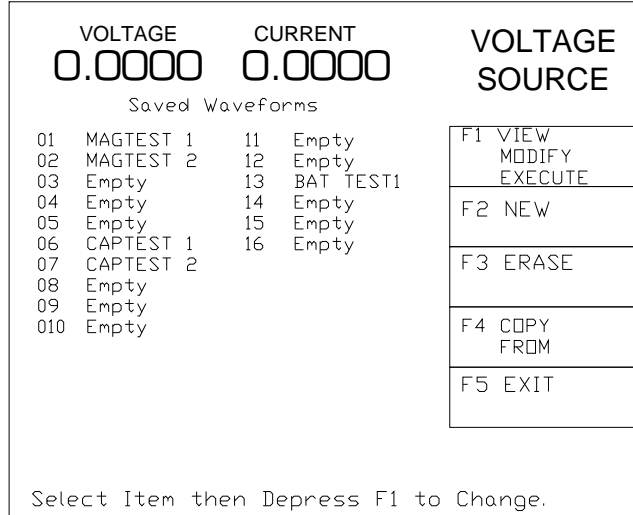 VOLTAGE CURRENT
0.0000 0.0000
VOLTAGE
SOURCE
Saved Waveforms
01 MAGTEST 1 11 Empty
02 MAGTEST 2 12 Empty
03 Empty 13 BAT TEST1
04 Empty 14 Empty
05 Empty 15 Empty
06 CAPTEST 1 16 Empty
07 CAPTEST 2
08 Empty
09 Empty
010 Empty
F1 VIEW
MODIFY
EXECUTE
F2 NEW
F3 ERASE
F4 COPY
FROM
F5 EXIT
Select Item then Depress F1 to Change.